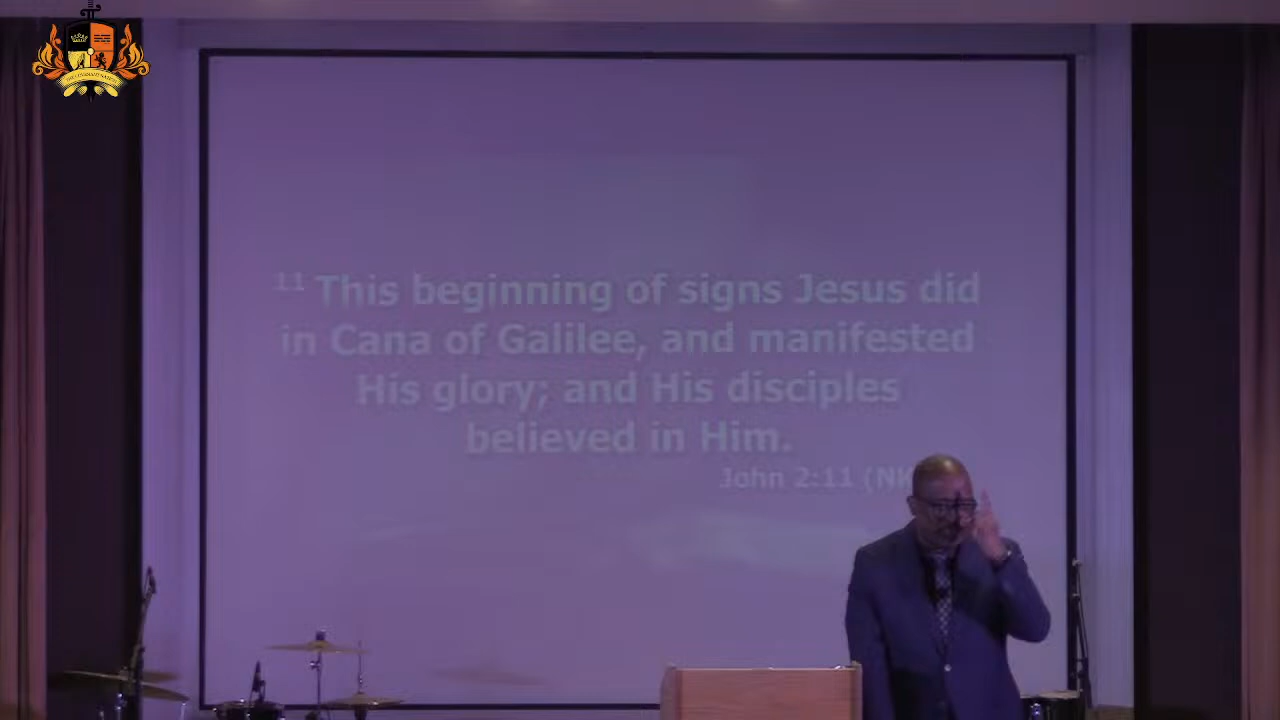 11 This beginning of signs Jesus did
in Cana of Galilee, and manifested
His glory; and His disciples
believed in Him.
John 2:11 (NK